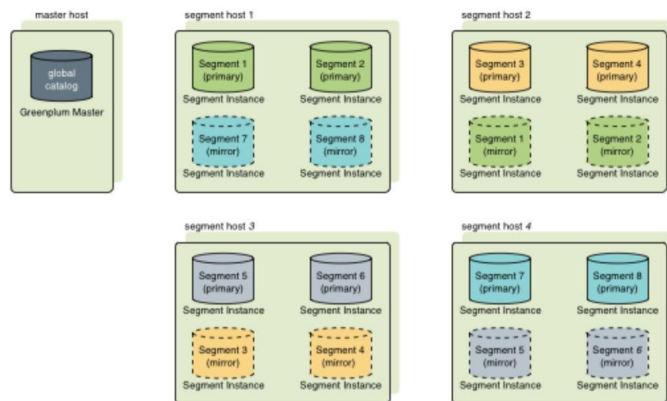 master host
global
catalog
Greenplum Master
segment host 1
Segment 1
(primary)
Segment Instance
Segment 2
(primary)
Segment Instance
Segment 7
(mirror)
Segment Instance
Segment 8
(mirror)
Segment Instance
segment host 2
Segment 3
(primary)
Segment Instance
Segment 4
(primary)
Segment Instance
Segment 1
(mirror)
Segment Instance
Segment 2
(mirror)
Segment Instance
segment host 3
Segment 5
(primary)
Segment Instance
Segment 6
(primary)
Segment Instance
Segment 3
(mirror)
Segment Instance
Segment 4
(mirror)
Segment Instance
segment host 4
Segment 7
(primary)
Segment Instance
Segment 8
(primary)
Segment Instance
Segment 5
(mirror)
Segment Instance
Segment 6
(mirror)
Segment Instance